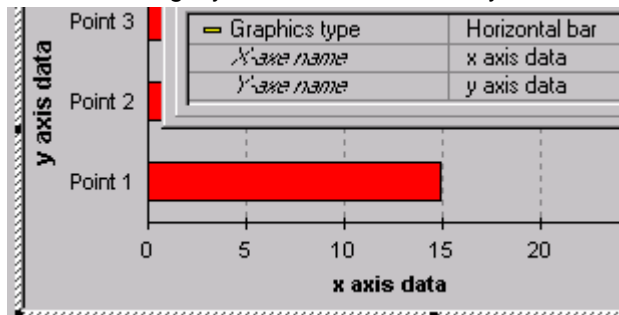 Point 3
Graphics type Horizontal bar
X-axe name x axis data
Y-axe name y axis data
y axis data
Point 2
Point 1
0 5 10 15 20
x axis data